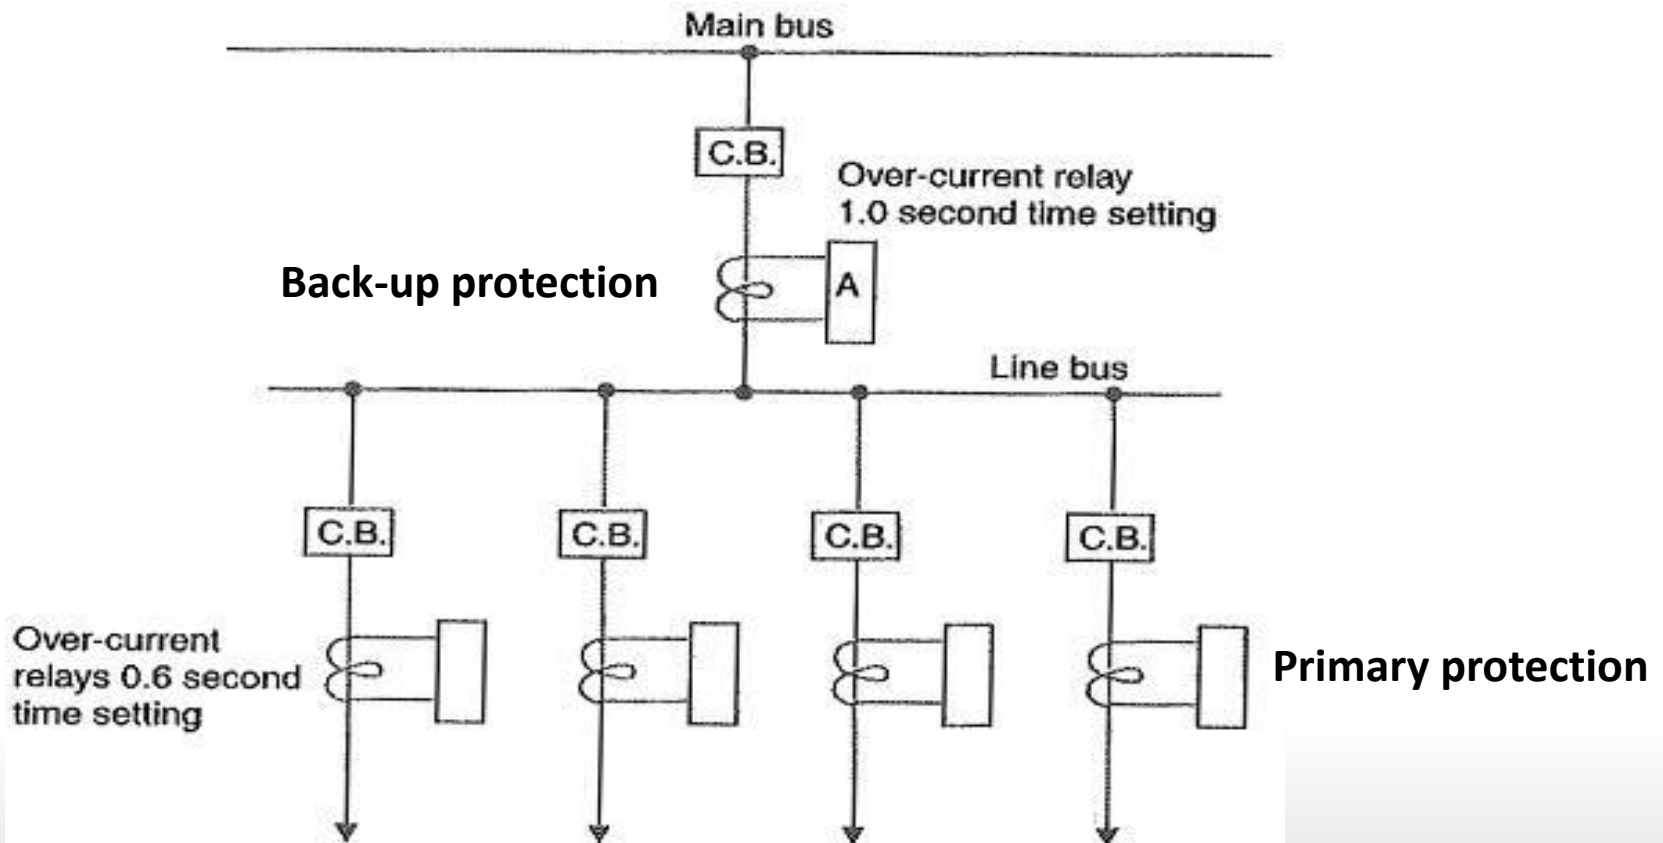 Main bus
C.B.
Over-current relay
1.0 second time setting
Back-up protection
A
Line bus
C.B.
C.B.
C.B.
C.B.
Over-current
relays 0.6 second
time setting
Primary protection